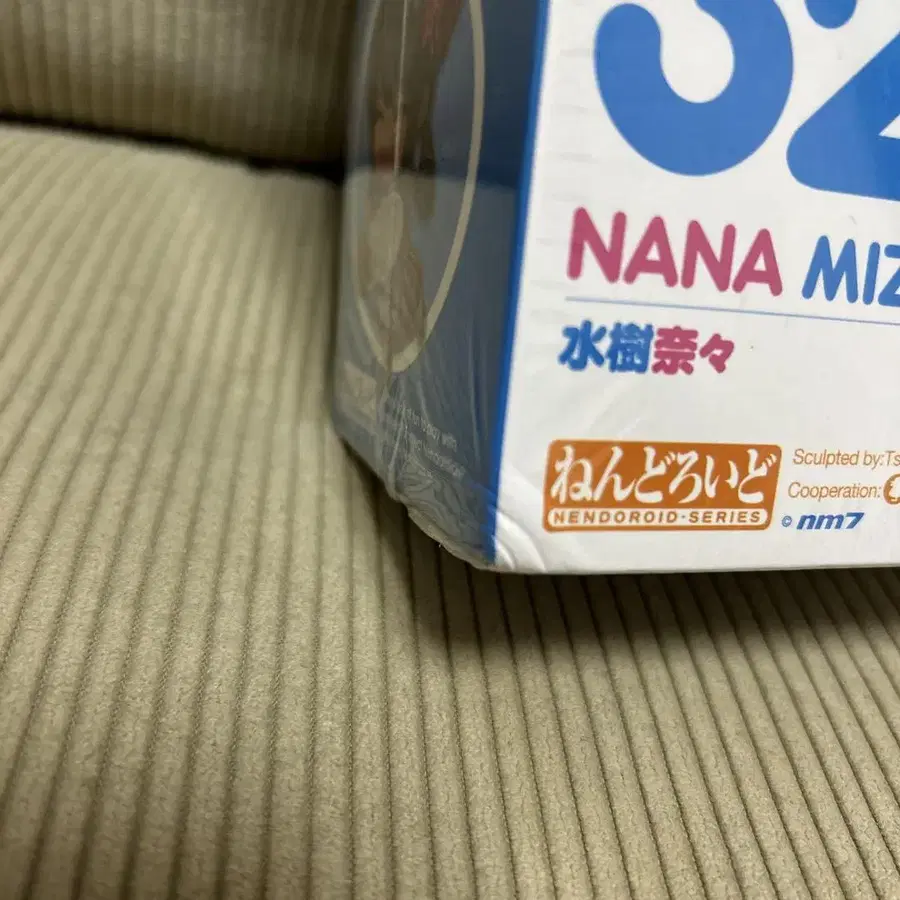 32
NANA MIZ
水樹奈々
ねんどろいど
NENDOROID-SERIES
Sculpted by:Ts
Cooperation:
© nm7